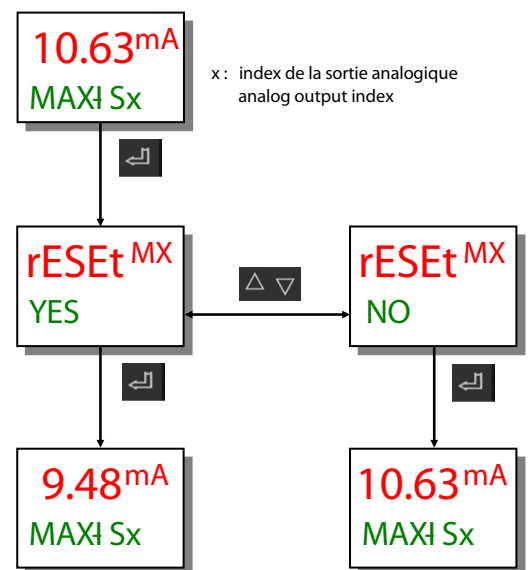 10.63mA
MAXI Sx
x : index de la sortie analogique
analog output index
rESEt MX
YES
rESEt MX
NO
9.48mA
MAXI Sx
10.63mA
MAXI Sx